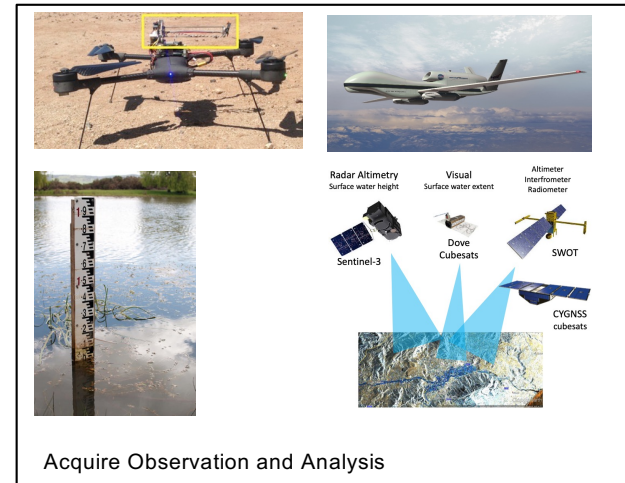 Radar Altimetry
Surface water height
Visual
Surface water extent
Altimeter
Interfrometer
Radiometer
Sentinel-3
Dove
Cubesats
SWOT
CYGNSS
cubesats
Acquire Observation and Analysis